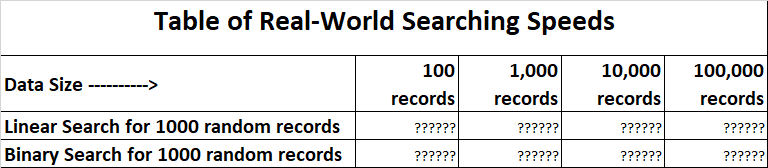 Table of Real-World Searching Speeds
Data Size ---------->
100 records
1,000 records
10,000 records
100,000 records
Linear Search for 1000 random records ?????? ?????? ?????? ??????
Binary Search for 1000 random records ?????? ?????? ?????? ??????